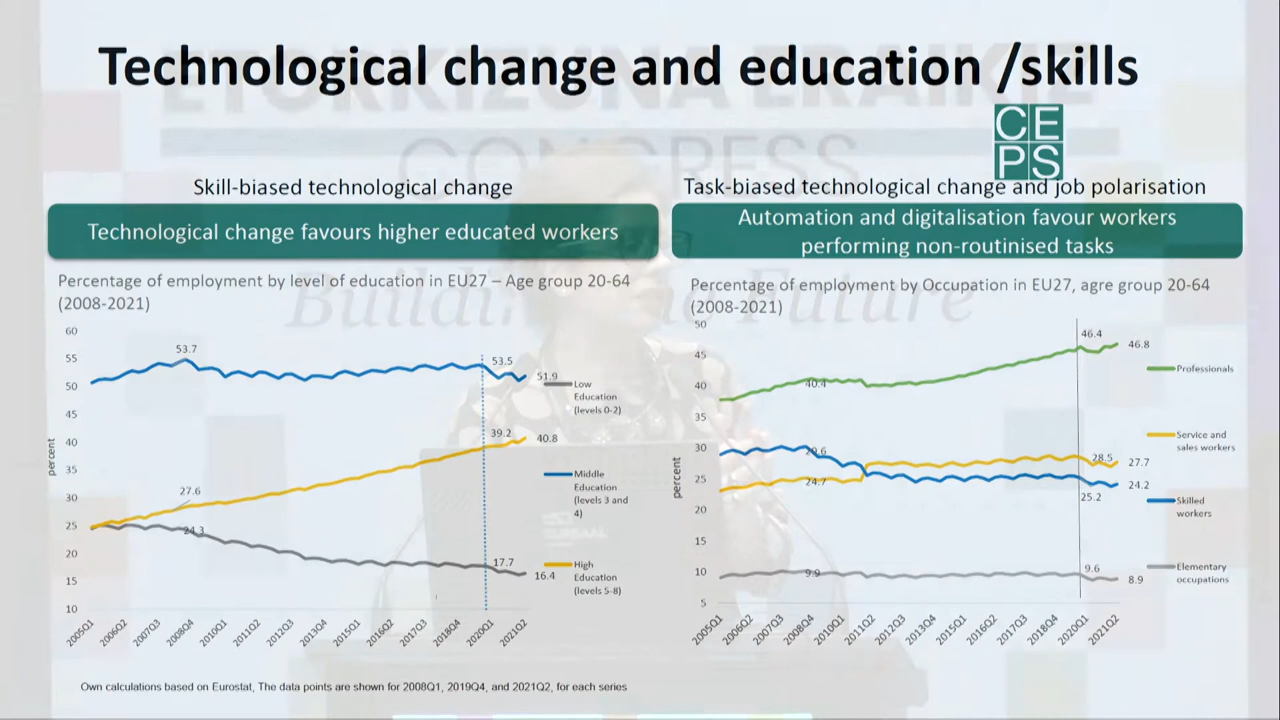 Technological change and education /skills
ETORKIZUNA ERAIKIZ
CONGRESS
Future
CE
PS
Skill-biased technological change
Technological change favours higher educated workers
Percentage of employment by level of education in EU27 – Age group 20-64
(2008-2021)
60
55
50
45
40
35
30
25
20
15
10
percent
53.7
53.5
51.9
39.2
40.8
27.6
24.3
17.7
16.4
Low
Education
(levels 0-2)
Middle
Education
(levels 3 and
4)
High
Education
(levels 5-8)
2005Q1
2006Q2
2007Q3
2008Q4
2010Q1
2011Q2
2012Q3
2013Q4
2015Q1
2016Q2
2017Q3
2018Q4
2020Q1
2021Q2
Task-biased technological change and job polarisation
Automation and digitalisation favour workers
performing non-routinised tasks
Percentage of employment by Occupation in EU27, agre group 20-64
(2008-2021)
50
45
40
35
30
25
20
15
10
5
percent
46.4
46.8
40.4
29.6
24.7
28.5
27.7
24.2
25.2
9.9
9.6
8.9
Professionals
Service and
sales workers
Skilled
workers
Elementary
occupations
2005Q1
2006Q2
2007Q3
2008Q4
2010Q1
2011Q2
2012Q3
2013Q4
2015Q1
2016Q2
2017Q3
2018Q4
2020Q1
2021Q2
Own calculations based on Eurostat, The data points are shown for 2008Q1, 2019Q4, and 2021Q2, for each series